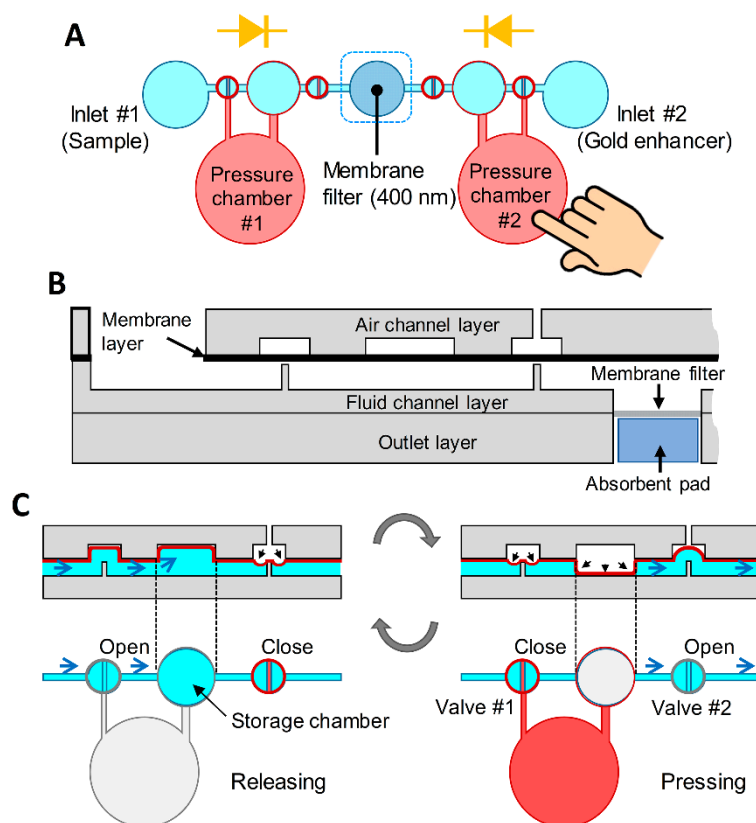 A
Inlet #1
(Sample)
Pressure
chamber
#1
Membrane
filter (400 nm)
Pressure
chamber
#2
Inlet #2
(Gold enhancer)
B
Membrane
layer
Air channel layer
Membrane filter
Fluid channel layer
Outlet layer
Absorbent pad
C
Open
Close
Storage chamber
Releasing
Close
Open
Valve #1
Valve #2
Pressing